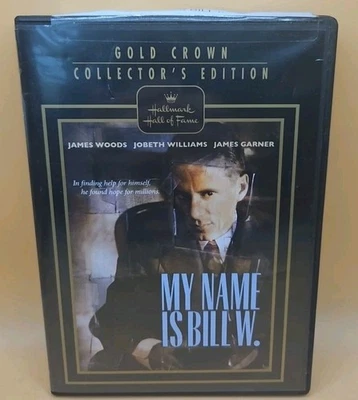 GOLD CROWN
COLLECTOR'S EDITION
Hallmark
Hall of Fame
JAMES WOODS JOBETH WILLIAMS JAMES GARNER
In finding help for himself,
he found hope for millions.
MY NAME
IS BILL W.